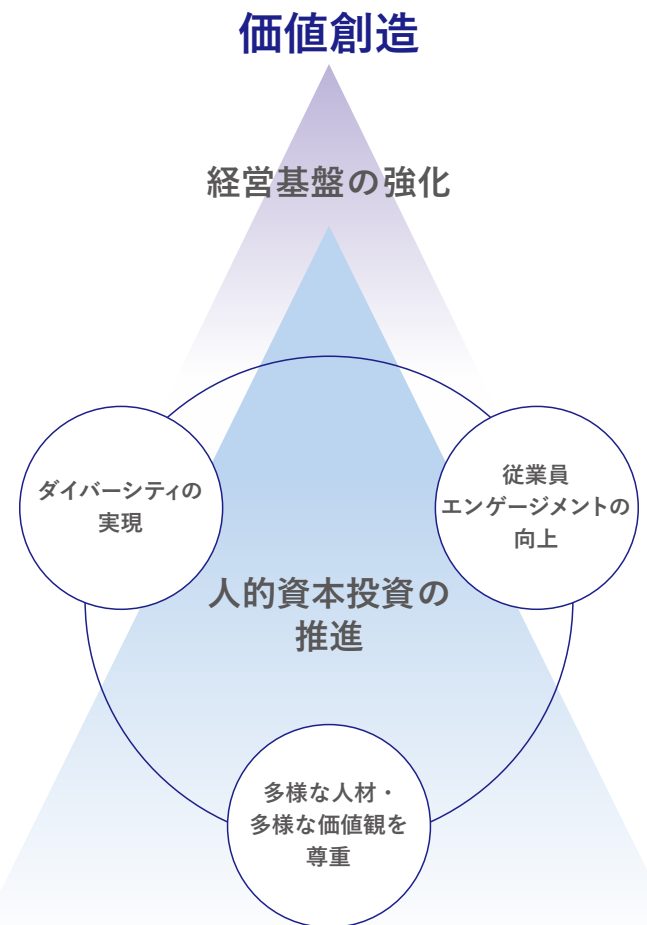 価値創造
経営基盤の強化
ダイバーシティの
実現
従業員
エンゲージメントの
向上
人的資本投資の
推進
多様な人材・
多様な価値観を
尊重